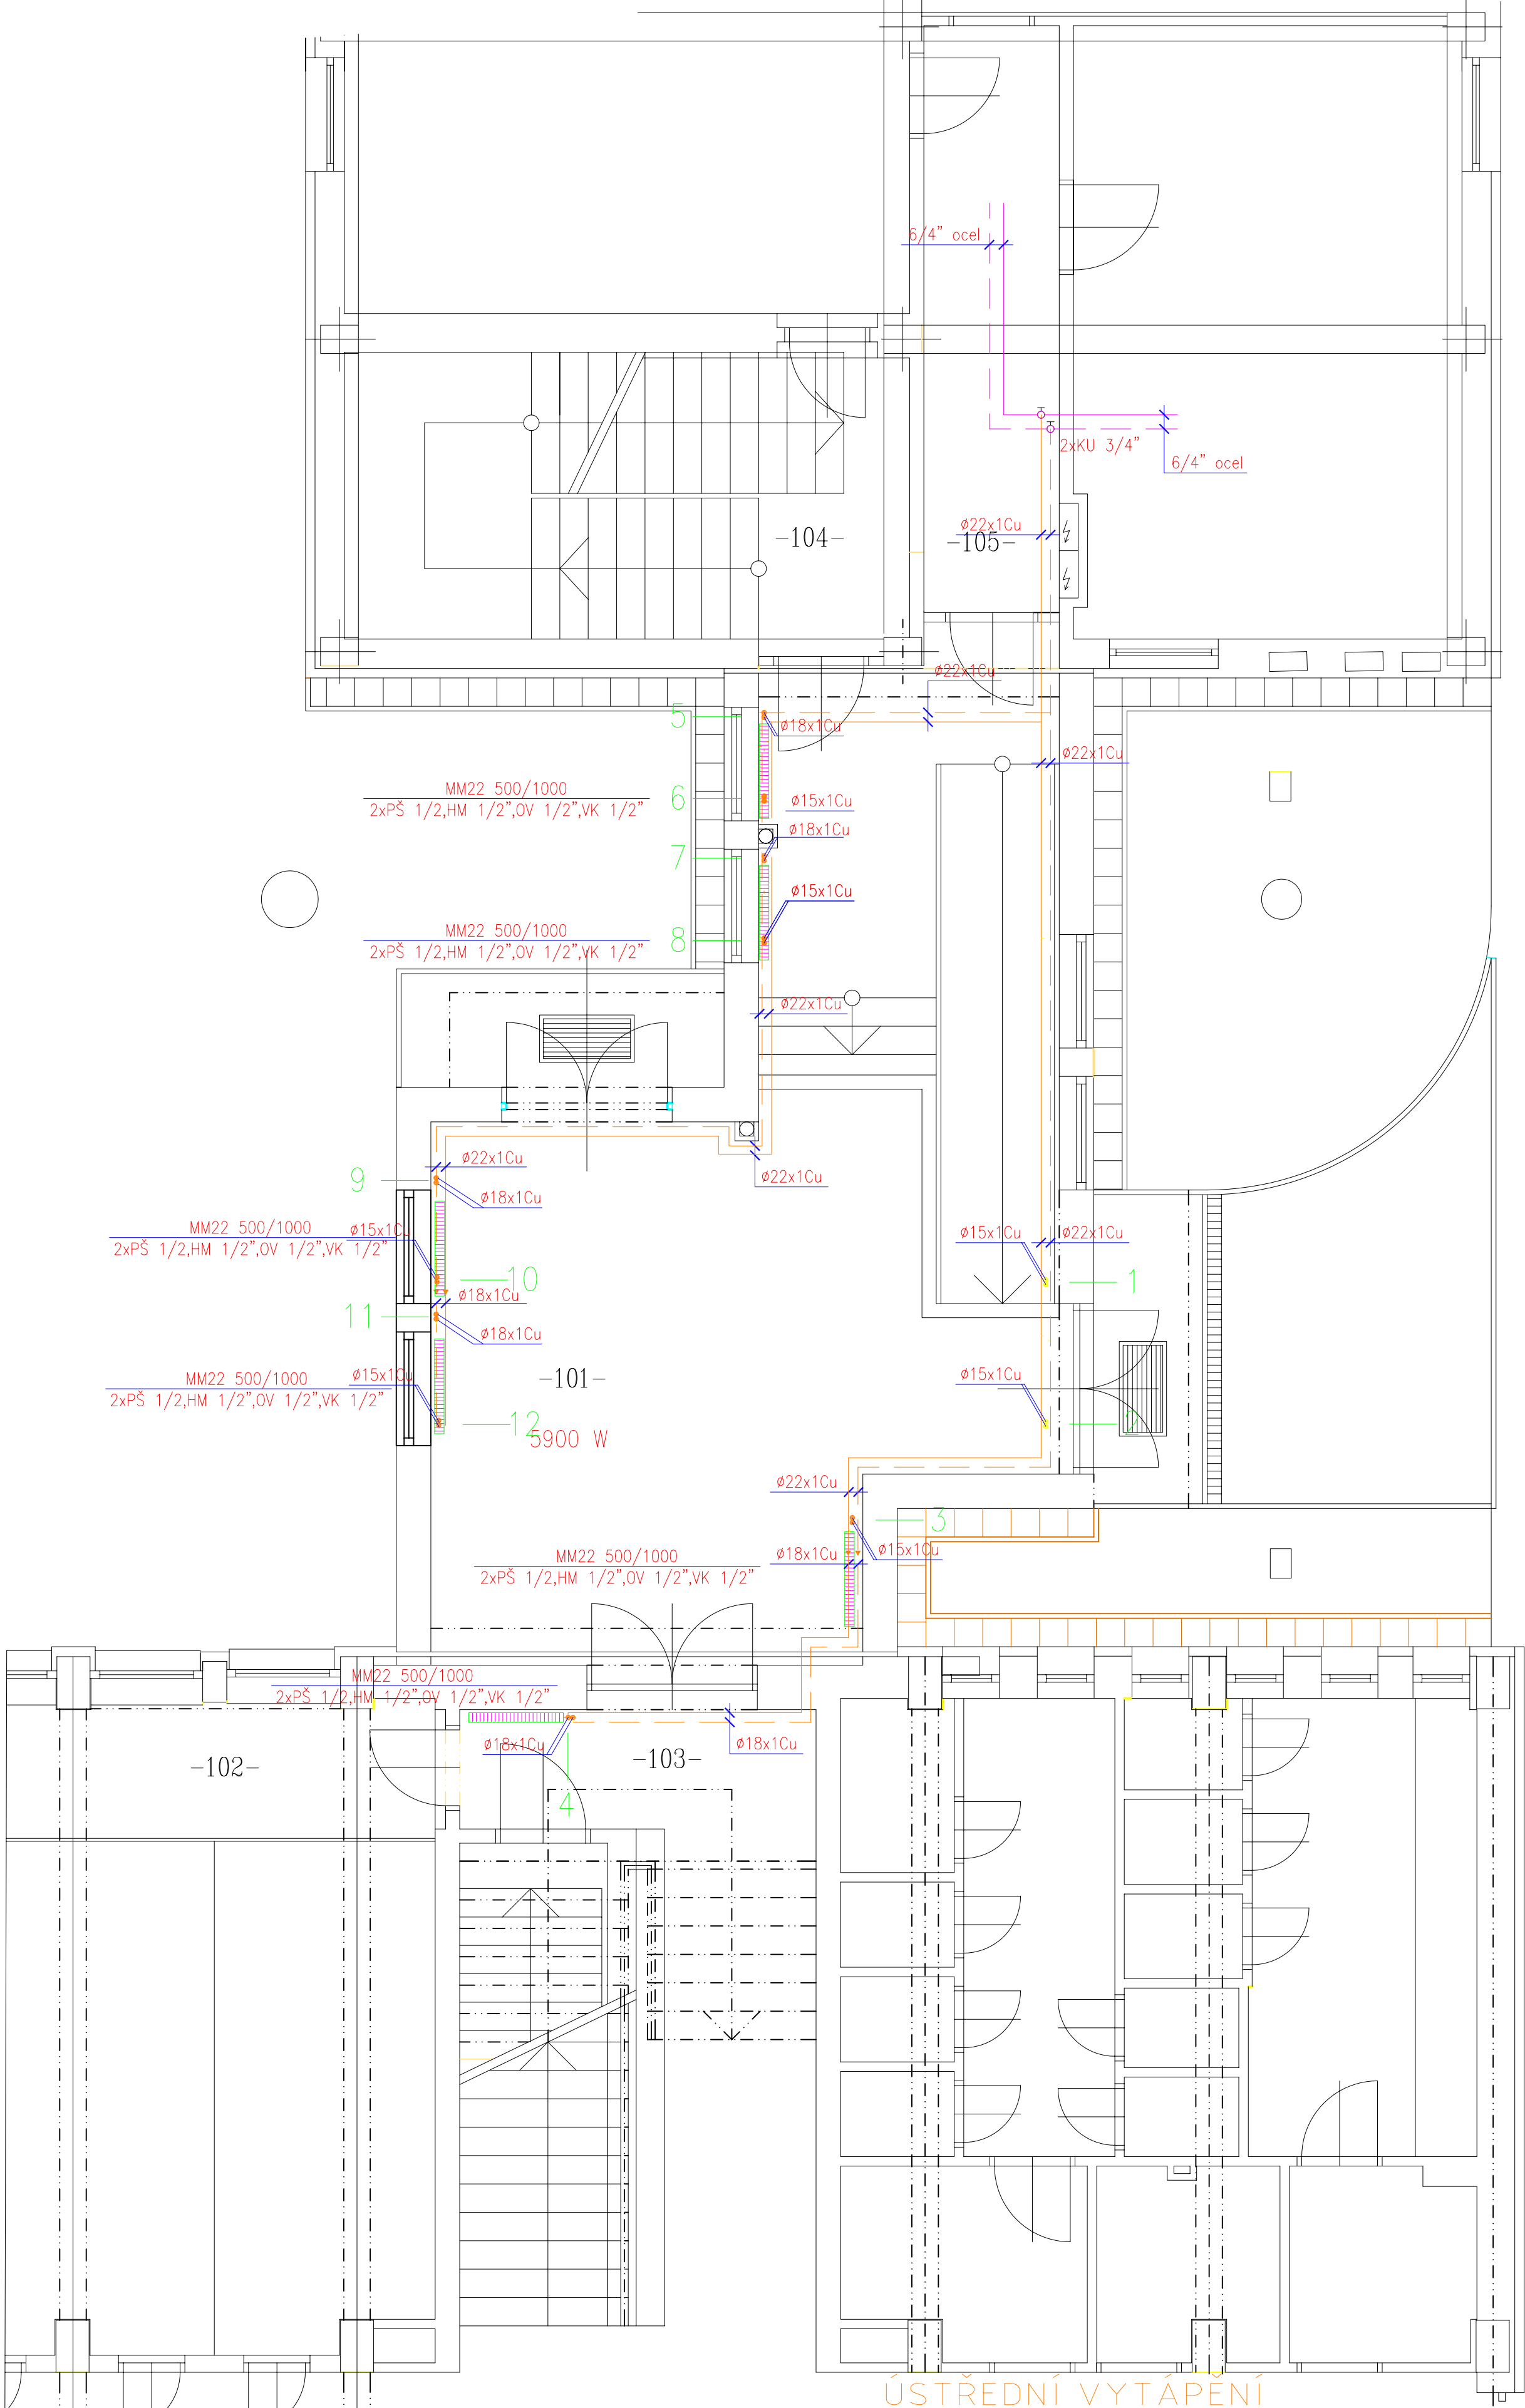 6/4" ocel
2xKU 3/4"
6/4" ocel
ø22x1Cu
-104-
-105-
ø22x1Cu
5
ø18x1Cu
ø22x1Cu
MM22 500/1000
2xPŠ 1/2,HM 1/2",OV 1/2",VK 1/2"
6
ø15x1Cu
ø18x1Cu
7
ø15x1Cu
MM22 500/1000
2xPŠ 1/2,HM 1/2",OV 1/2",VK 1/2"
8
ø22x1Cu
ø22x1Cu
9
ø22x1Cu
ø18x1Cu
MM22 500/1000
2xPŠ 1/2,HM 1/2",OV 1/2",VK 1/2"
ø15x1Cu
ø15x1Cu
ø22x1Cu
10
1
ø18x1Cu
11
ø18x1Cu
MM22 500/1000
2xPŠ 1/2,HM 1/2",OV 1/2",VK 1/2"
ø15x1Cu
-101-
ø15x1Cu
12
2
5900 W
ø22x1Cu
3
MM22 500/1000
2xPŠ 1/2,HM 1/2",OV 1/2",VK 1/2"
ø18x1Cu
ø15x1Cu
MM22 500/1000
2xPŠ 1/2,HM 1/2",OV 1/2",VK 1/2"
ø18x1Cu
ø18x1Cu
-102-
-103-
4
ÚSTŘEDNÍ VYTÁPĚNÍ